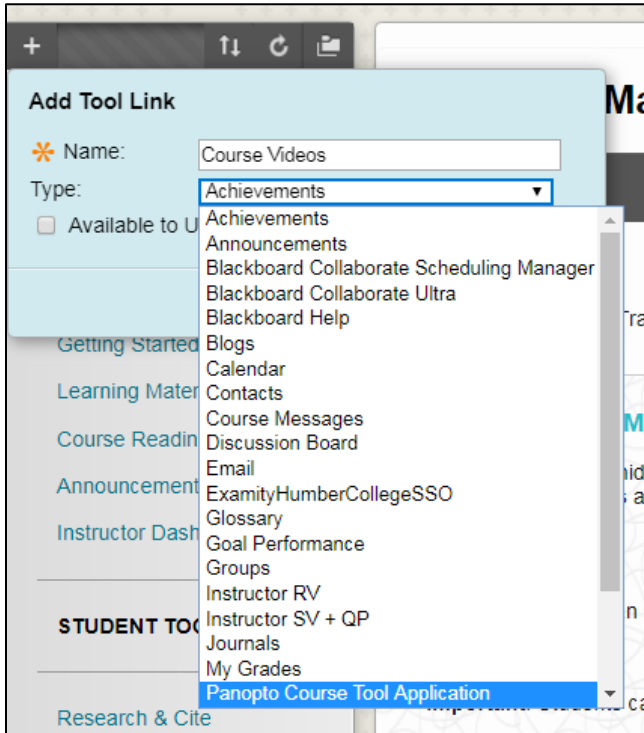 Add Tool Link
Name:
Course Videos
Type:
Achievements
Available to U
Achievements
Announcements
Blackboard Collaborate Scheduling Manager
Blackboard Collaborate Ultra
Blackboard Help
Blogs
Calendar
Contacts
Course Messages
Discussion Board
Email
ExamityHumberCollegeSSO
Glossary
Goal Performance
Groups
Instructor RV
Instructor SV + QP
Journals
My Grades
Panopto Course Tool Application
Getting Started
Learning Mater
Course Readin
Announcement
Instructor Dash
STUDENT TOO
Research & Cite
Ma